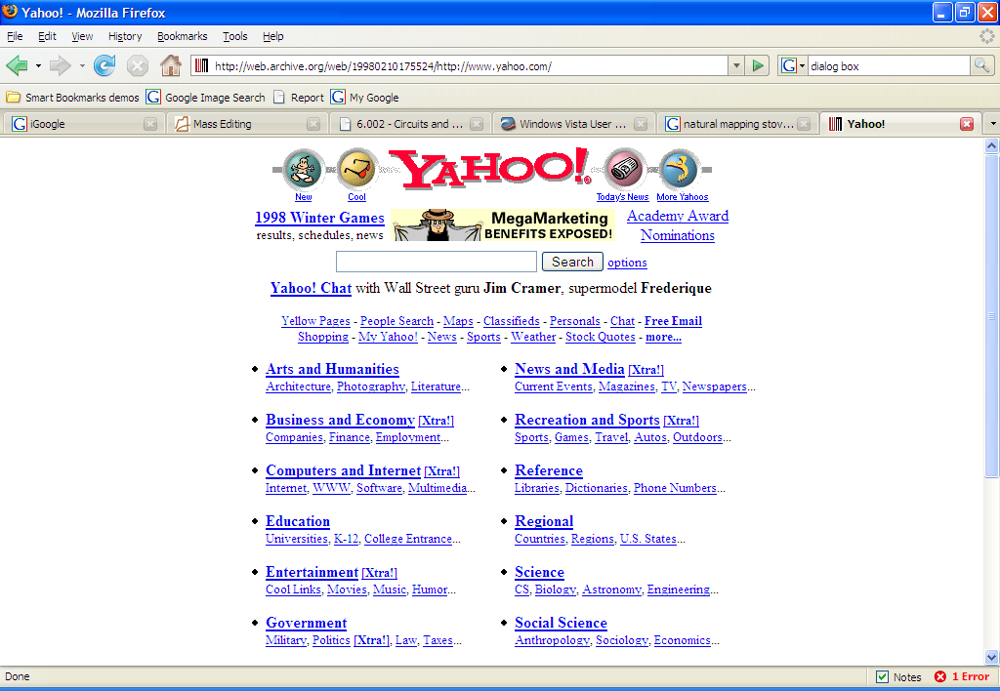 Yahoo! - Mozilla Firefox
File Edit View History Bookmarks Tools Help
http://web.archive.org/web/19980210175524/http://www.yahoo.com/ G dialog box
Smart Bookmarks demos G Google Image Search Report G My Google
G iGoogle Mass Editing 6.002 - Circuits and ... Windows Vista User ... G natural mapping stov... Yahoo!
YAHOO!
New Cool Today's News More Yahoos
1998 Winter Games MegaMarketing Academy Award
results, schedules, news BENEFITS EXPOSED! Nominations
Search options
Yahoo! Chat with Wall Street guru Jim Cramer, supermodel Frederique
Yellow Pages - People Search - Maps - Classifieds - Personals - Chat - Free Email
Shopping - My Yahoo! - News - Sports - Weather - Stock Quotes - more...
Arts and Humanities
Architecture, Photography, Literature...
Business and Economy [Xtra!]
Companies, Finance, Employment...
Computers and Internet [Xtra!]
Internet, WWW, Software, Multimedia...
Education
Universities, K-12, College Entrance...
Entertainment [Xtra!]
Cool Links, Movies, Music, Humor...
Government
Military, Politics [Xtra!], Law, Taxes...
News and Media [Xtra!]
Current Events, Magazines, TV, Newspapers...
Recreation and Sports [Xtra!]
Sports, Games, Travel, Autos, Outdoors...
Reference
Libraries, Dictionaries, Phone Numbers...
Regional
Countries, Regions, U.S. States...
Science
CS, Biology, Astronomy, Engineering...
Social Science
Anthropology, Sociology, Economics...
Done Notes 1 Error